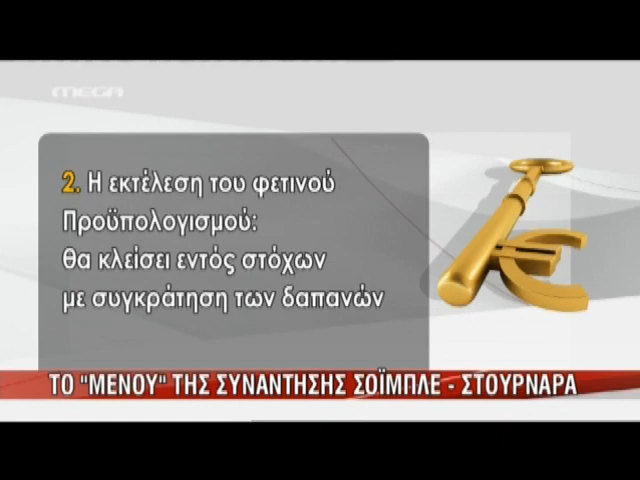 MEGA
2. Η εκτέλεση του φετινού
Προϋπολογισμού:
θα κλείσει εντός στόχων
με συγκράτηση των δαπανών
ΤΟ "ΜΕΝΟΥ" ΤΗΣ ΣΥΝΑΝΤΗΣΗΣ ΣΟΪΜΠΛΕ - ΣΤΟΥΡΝΑΡΑ